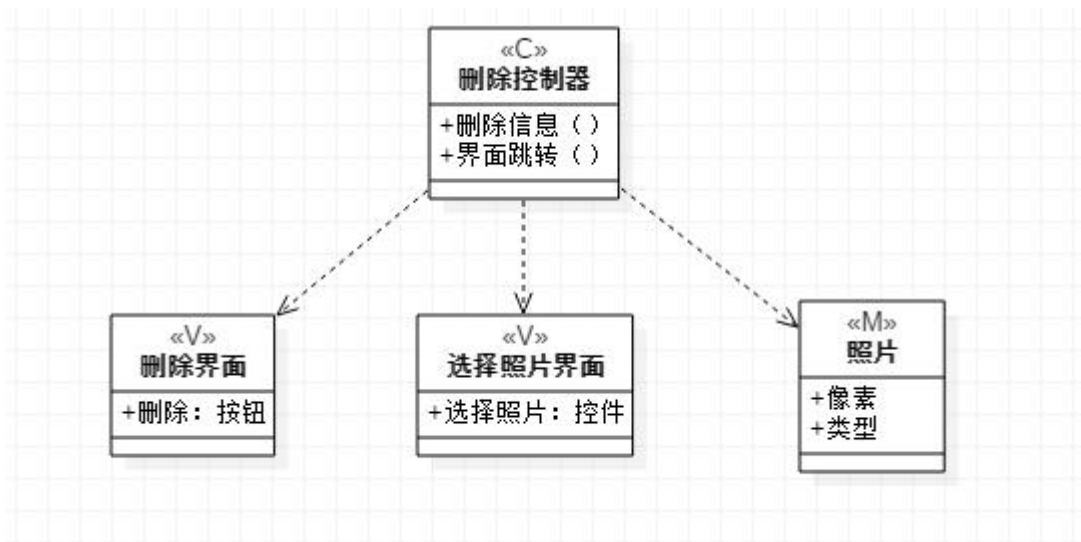 «C»
删除控制器
+删除信息（）
+界面跳转（）
«V»
删除界面
+删除：按钮
«V»
选择照片界面
+选择照片：控件
«M»
照片
+像素
+类型